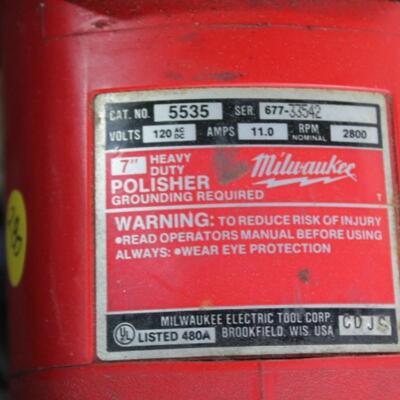 CAT. NO. 5535 SER. 677-33542
VOLTS 120 AC DC AMPS 11.0 RPM NOMINAL 2800
7" HEAVY DUTY Milwaukee
POLISHER
GROUNDING REQUIRED T
WARNING: TO REDUCE RISK OF INJURY
•READ OPERATORS MANUAL BEFORE USING
ALWAYS: •WEAR EYE PROTECTION
MILWAUKEE ELECTRIC TOOL CORP.
UL LISTED 480A BROOKFIELD, WIS. USA CDJS